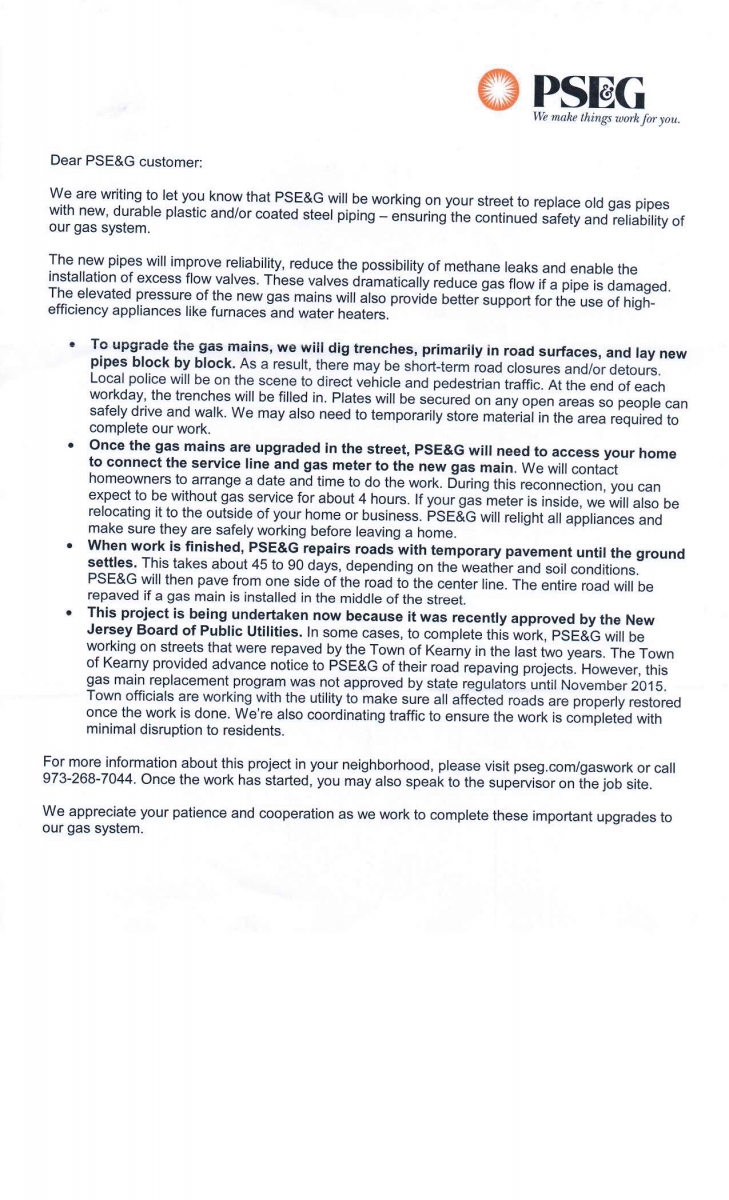 PSE&G
We make things work for you.
Dear PSE&G customer:
We are writing to let you know that PSE&G will be working on your street to replace old gas pipes
with new, durable plastic and/or coated steel piping – ensuring the continued safety and reliability of
our gas system.
The new pipes will improve reliability, reduce the possibility of methane leaks and enable the
installation of excess flow valves. These valves dramatically reduce gas flow if a pipe is damaged.
The elevated pressure of the new gas mains will also provide better support for the use of high-
efficiency appliances like furnaces and water heaters.
• To upgrade the gas mains, we will dig trenches, primarily in road surfaces, and lay new
pipes block by block. As a result, there may be short-term road closures and/or detours.
Local police will be on the scene to direct vehicle and pedestrian traffic. At the end of each
workday, the trenches will be filled in. Plates will be secured on any open areas so people can
safely drive and walk. We may also need to temporarily store material in the area required to
complete our work.
• Once the gas mains are upgraded in the street, PSE&G will need to access your home
to connect the service line and gas meter to the new gas main. We will contact
homeowners to arrange a date and time to do the work. During this reconnection, you can
expect to be without gas service for about 4 hours. If your gas meter is inside, we will also be
relocating it to the outside of your home or business. PSE&G will relight all appliances and
make sure they are safely working before leaving a home.
• When work is finished, PSE&G repairs roads with temporary pavement until the ground
settles. This takes about 45 to 90 days, depending on the weather and soil conditions.
PSE&G will then pave from one side of the road to the center line. The entire road will be
repaved if a gas main is installed in the middle of the street.
• This project is being undertaken now because it was recently approved by the New
Jersey Board of Public Utilities. In some cases, to complete this work, PSE&G will be
working on streets that were repaved by the Town of Kearny in the last two years. The Town
of Kearny provided advance notice to PSE&G of their road repaving projects. However, this
gas main replacement program was not approved by state regulators until November 2015.
Town officials are working with the utility to make sure all affected roads are properly restored
once the work is done. We're also coordinating traffic to ensure the work is completed with
minimal disruption to residents.
For more information about this project in your neighborhood, please visit pseg.com/gaswork or call
973-268-7044. Once the work has started, you may also speak to the supervisor on the job site.
We appreciate your patience and cooperation as we work to complete these important upgrades to
our gas system.